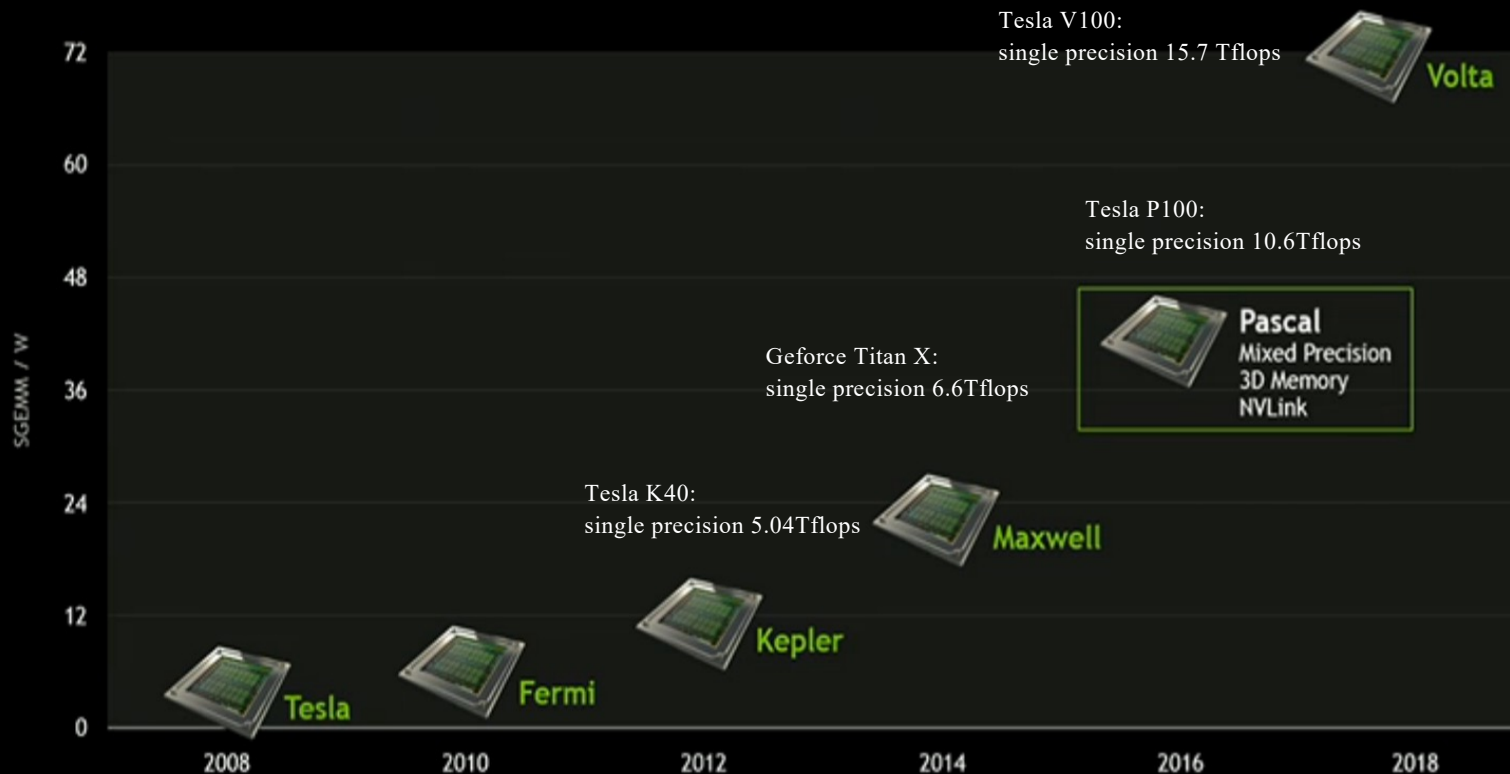 Tesla V100:
single precision 15.7 Tflops
72
Volta
60
Tesla P100:
single precision 10.6Tflops
48
Pascal
Mixed Precision
3D Memory
NVLink
Geforce Titan X:
single precision 6.6Tflops
36
SGEMM / W
Tesla K40:
single precision 5.04Tflops
24
Maxwell
12
Kepler
Fermi
Tesla
0
2008 2010 2012 2014 2016 2018